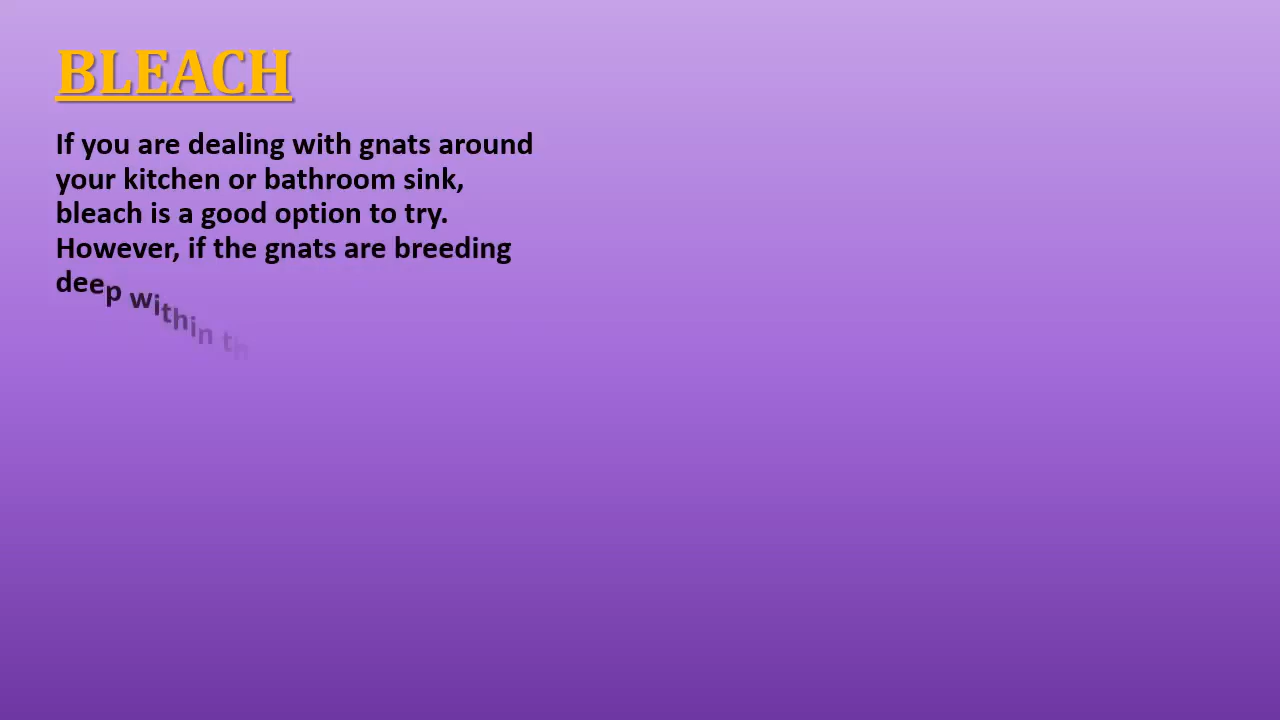 BLEACH
If you are dealing with gnats around
your kitchen or bathroom sink,
bleach is a good option to try.
However, if the gnats are breeding
deep within th